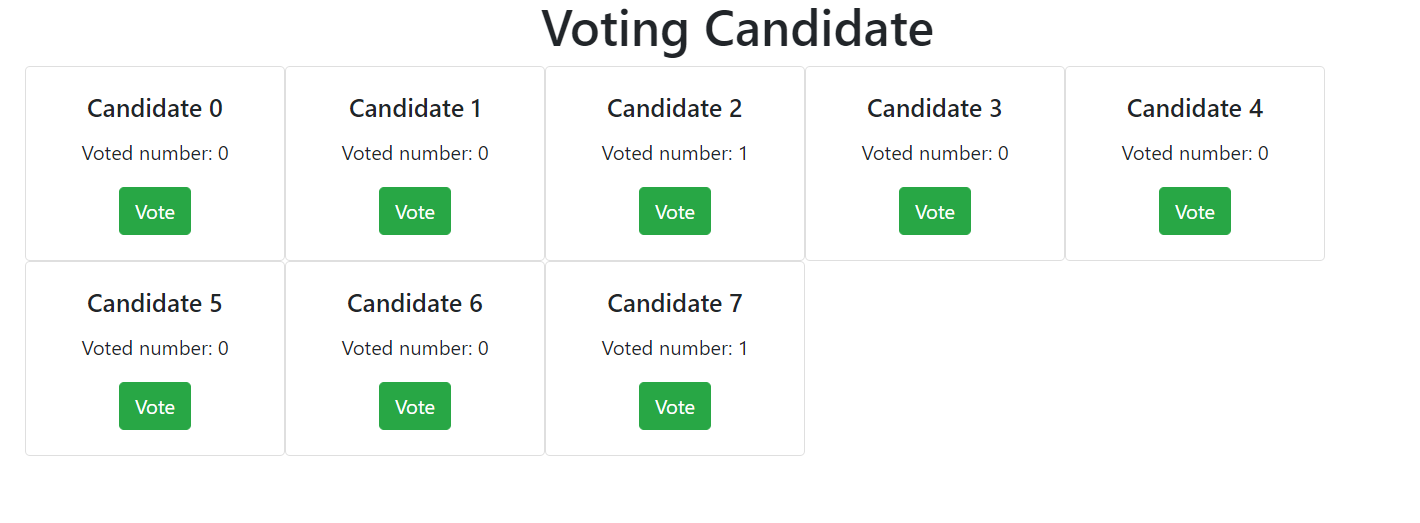 Voting Candidate
Candidate 0
Voted number: 0
Vote
Candidate 1
Voted number: 0
Vote
Candidate 2
Voted number: 1
Vote
Candidate 3
Voted number: 0
Vote
Candidate 4
Voted number: 0
Vote
Candidate 5
Voted number: 0
Vote
Candidate 6
Voted number: 0
Vote
Candidate 7
Voted number: 1
Vote